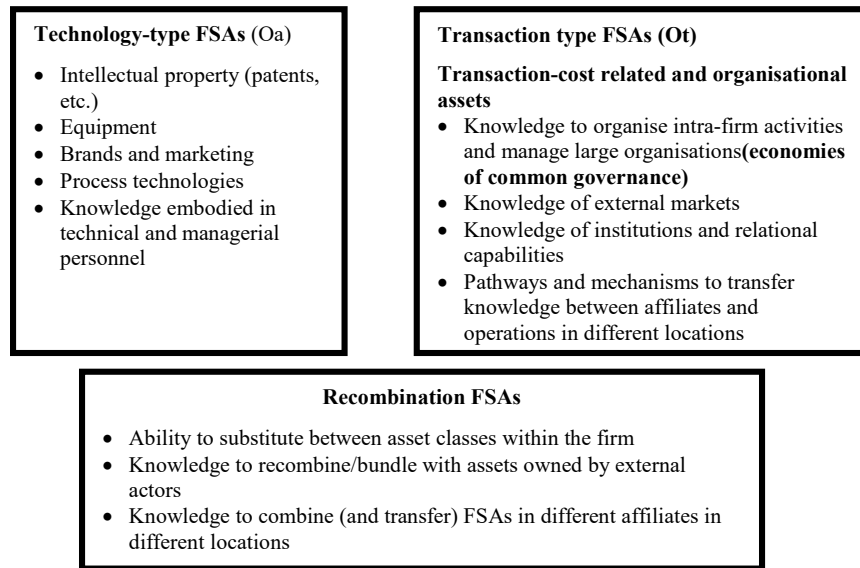 Technology-type FSAs (Oa)
• Intellectual property (patents,
etc.)
• Equipment
• Brands and marketing
• Process technologies
• Knowledge embodied in
technical and managerial
personnel
Transaction type FSAs (Ot)
Transaction-cost related and organisational
assets
• Knowledge to organise intra-firm activities
and manage large organisations(economies
of common governance)
• Knowledge of external markets
• Knowledge of institutions and relational
capabilities
• Pathways and mechanisms to transfer
knowledge between affiliates and
operations in different locations
Recombination FSAs
• Ability to substitute between asset classes within the firm
• Knowledge to recombine/bundle with assets owned by external
actors
• Knowledge to combine (and transfer) FSAs in different affiliates in
different locations